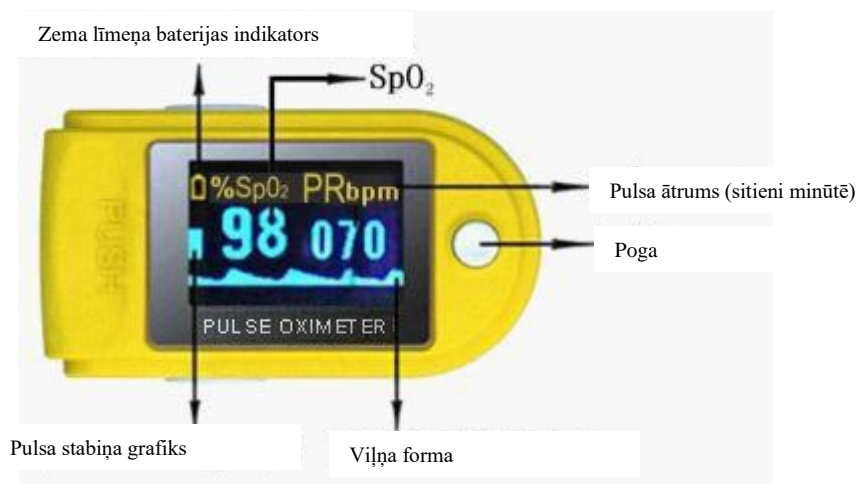 Zema līmeņa baterijas indikators
SpO₂
%SpO₂ PRbpm
Pulsa ātrums (sitieni minūtē)
98 070
Poga
PULSE OXIMETER
Pulsa stabiņa grafiks
Viļņa forma